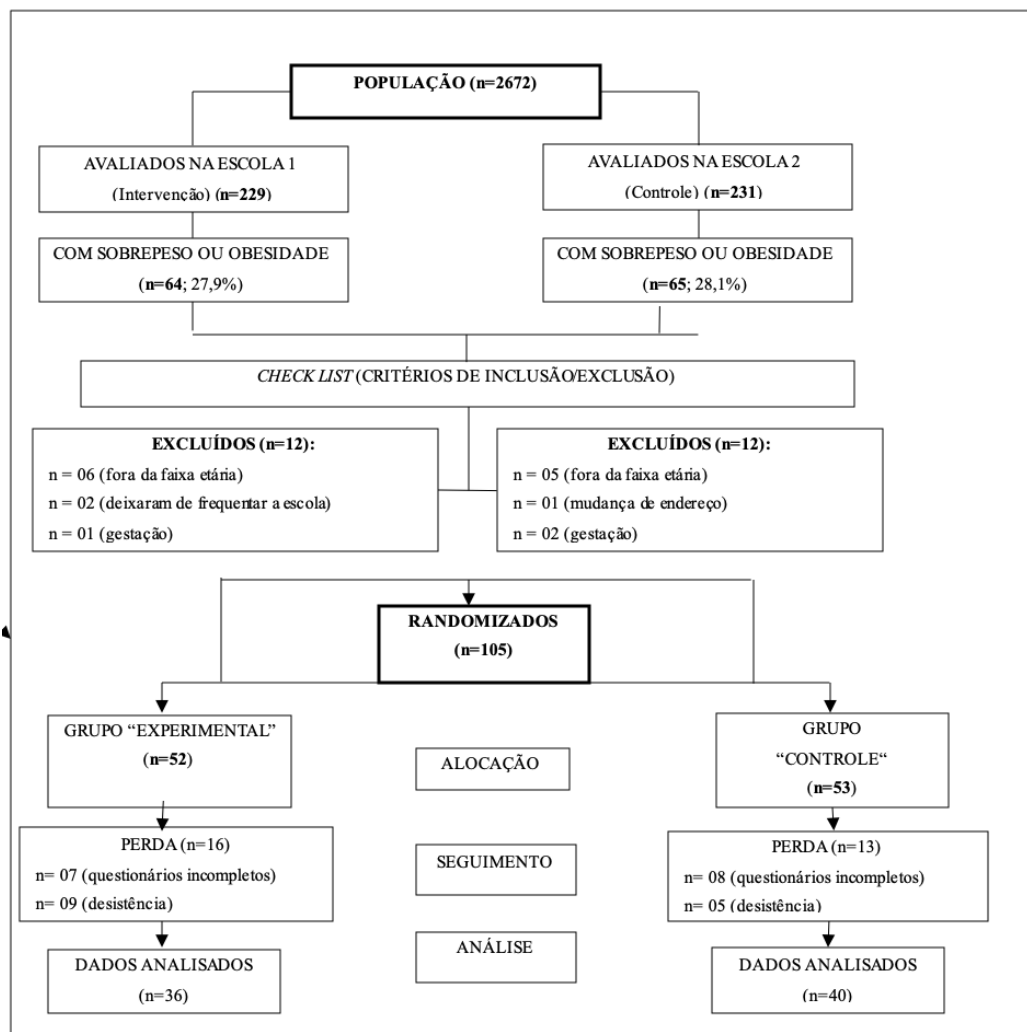 POPULAÇÃO (n=2672)
AVALIADOS NA ESCOLA 1
(Intervenção) (n=229)
AVALIADOS NA ESCOLA 2
(Controle) (n=231)
COM SOBREPESO OU OBESIDADE
(n=64; 27,9%)
COM SOBREPESO OU OBESIDADE
(n=65; 28,1%)
CHECK LIST (CRITÉRIOS DE INCLUSÃO/EXCLUSÃO)
EXCLUÍDOS (n=12):
n = 06 (fora da faixa etária)
n = 02 (deixaram de frequentar a escola)
n = 01 (gestação)
EXCLUÍDOS (n=12):
n = 05 (fora da faixa etária)
n = 01 (mudança de endereço)
n = 02 (gestação)
RANDOMIZADOS
(n=105)
GRUPO “EXPERIMENTAL”
(n=52)
ALOCAÇÃO
GRUPO
“CONTROLE“
(n=53)
PERDA (n=16)
n= 07 (questionários incompletos)
n= 09 (desistência)
SEGUIMENTO
PERDA (n=13)
n= 08 (questionários incompletos)
n= 05 (desistência)
DADOS ANALISADOS
(n=36)
ANÁLISE
DADOS ANALISADOS
(n=40)